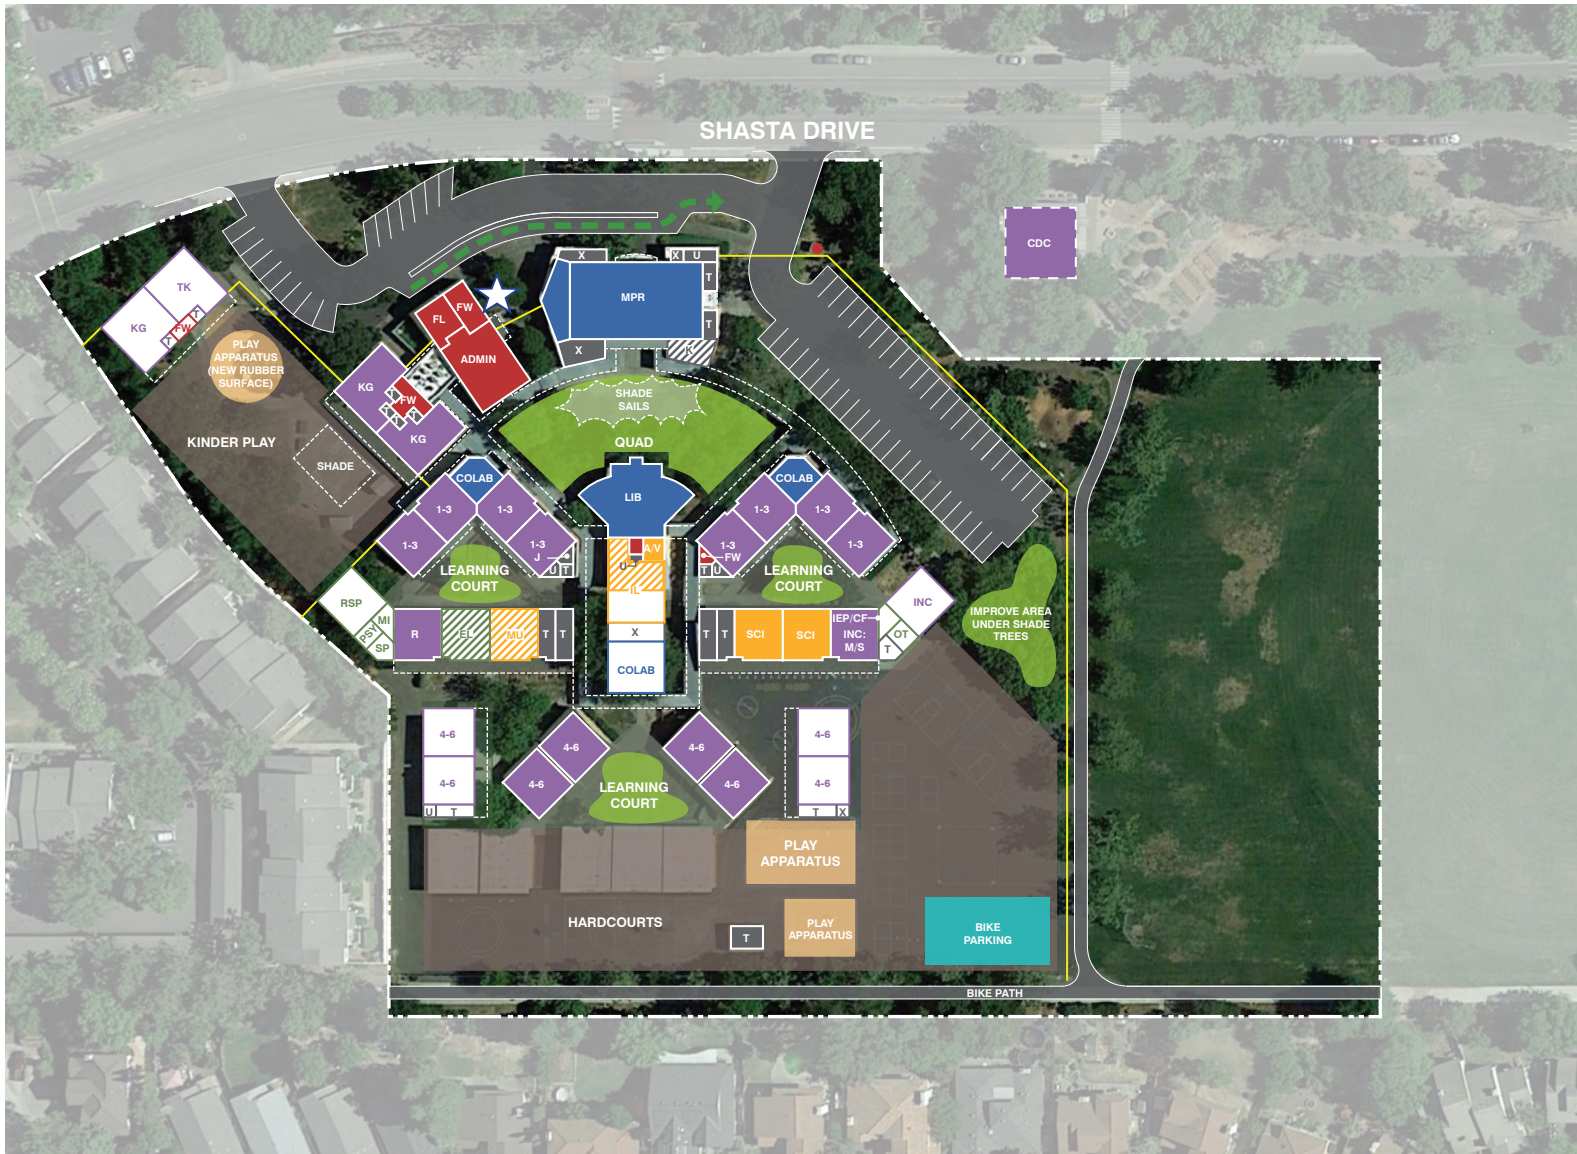 SHASTA DRIVE
CDC
TK
KG
FW
T
T
PLAY
APPARATUS
(NEW RUBBER
SURFACE)
KINDER PLAY
SHADE
FL
FW
ADMIN
X
X
U
MPR
T
T
X
KG
FW
T
T
T
T
KG
SHADE
SAILS
QUAD
LIB
COLAB
1-3
1-3
1-3
1-3
J
U
T
LEARNING
COURT
COLAB
1-3
1-3
1-3
1-3
FW
T
U
LEARNING
COURT
A/V
U
IL
X
COLAB
RSP
MI
PSY
SP
R
EL
MU
T
T
T
T
SCI
SCI
IEP/CF
INC:
M/S
OT
T
INC
IMPROVE AREA
UNDER SHADE
TREES
4-6
4-6
U
T
4-6
4-6
LEARNING
COURT
4-6
4-6
4-6
4-6
T
X
PLAY
APPARATUS
HARDCOURTS
T
PLAY
APPARATUS
BIKE
PARKING
BIKE PATH